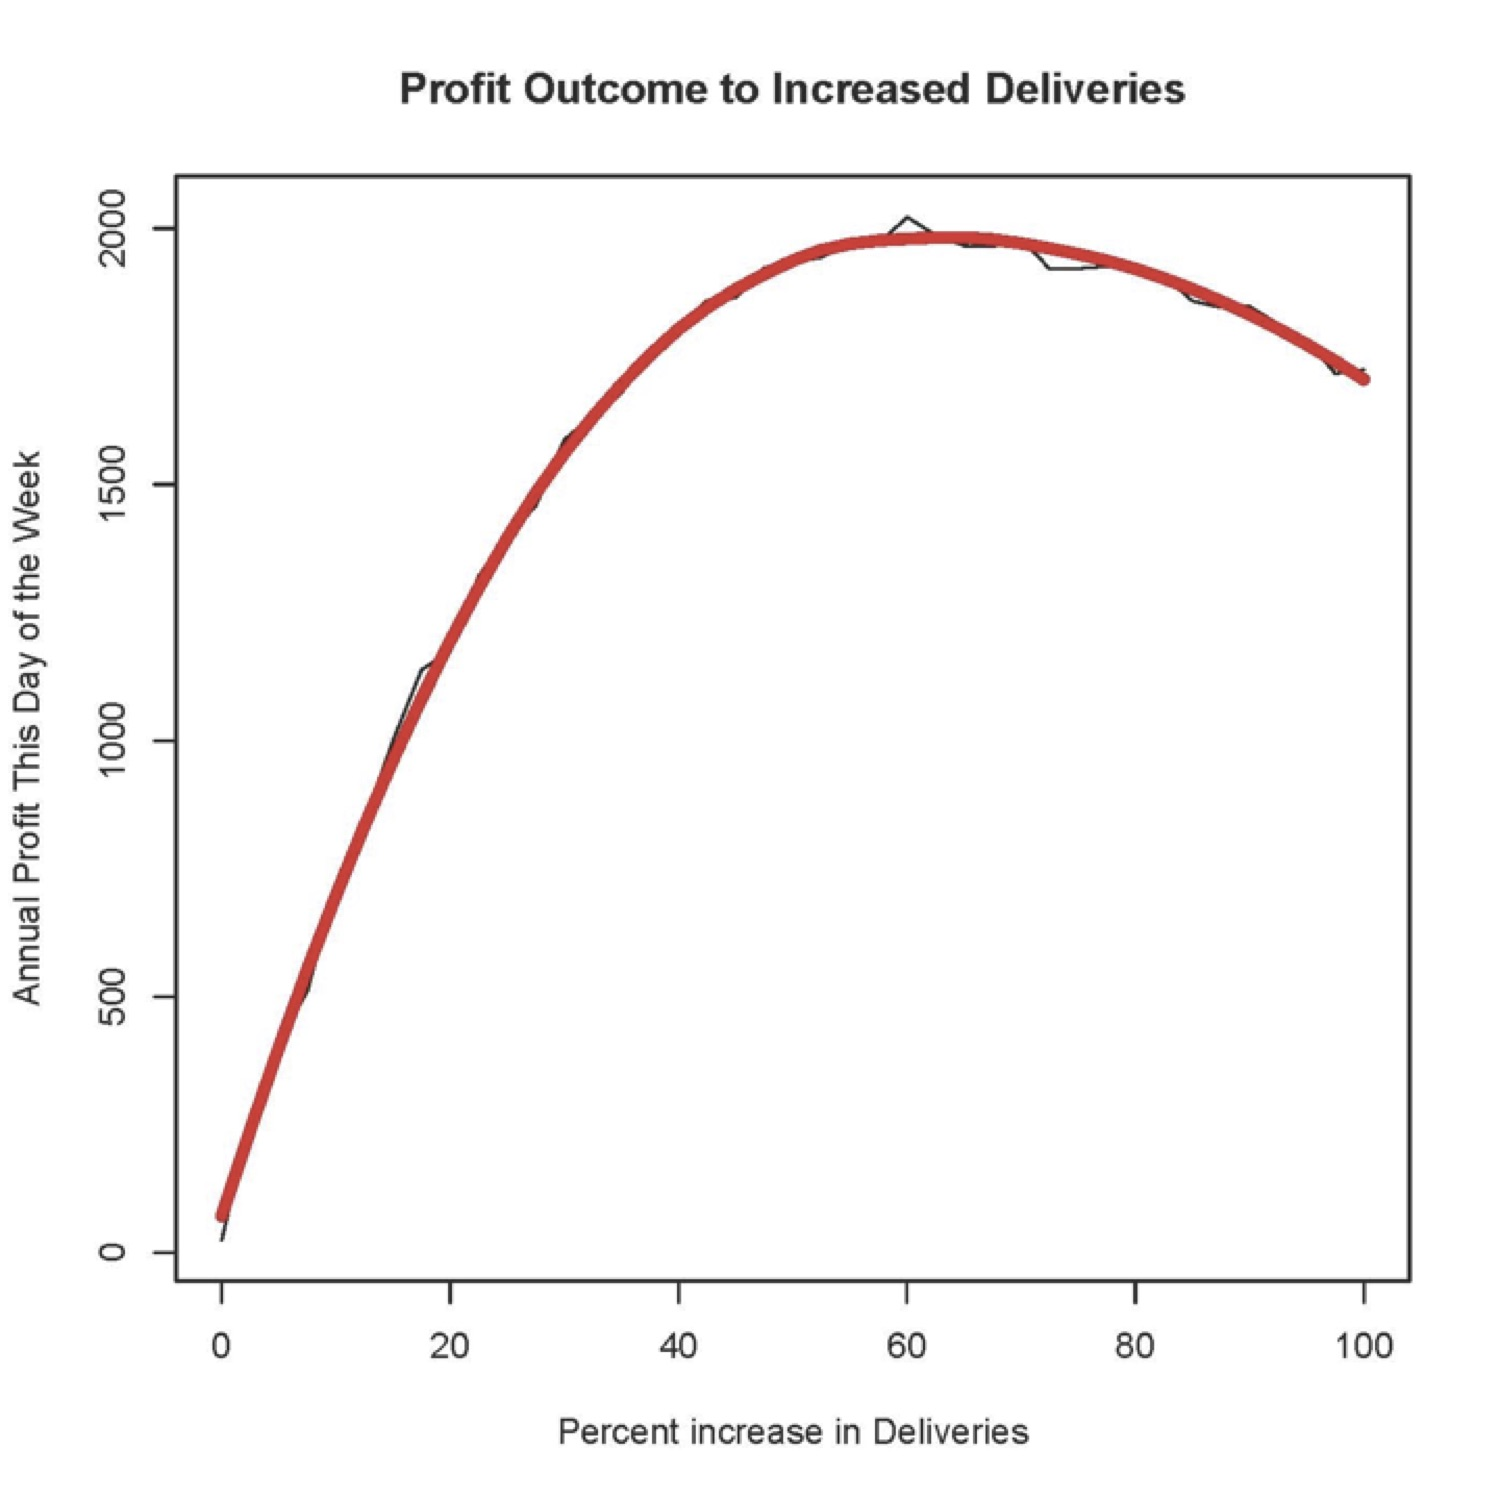 Profit Outcome to Increased Deliveries
Annual Profit This Day of the Week
2000
1500
1000
500
0
0 20 40 60 80 100
Percent increase in Deliveries